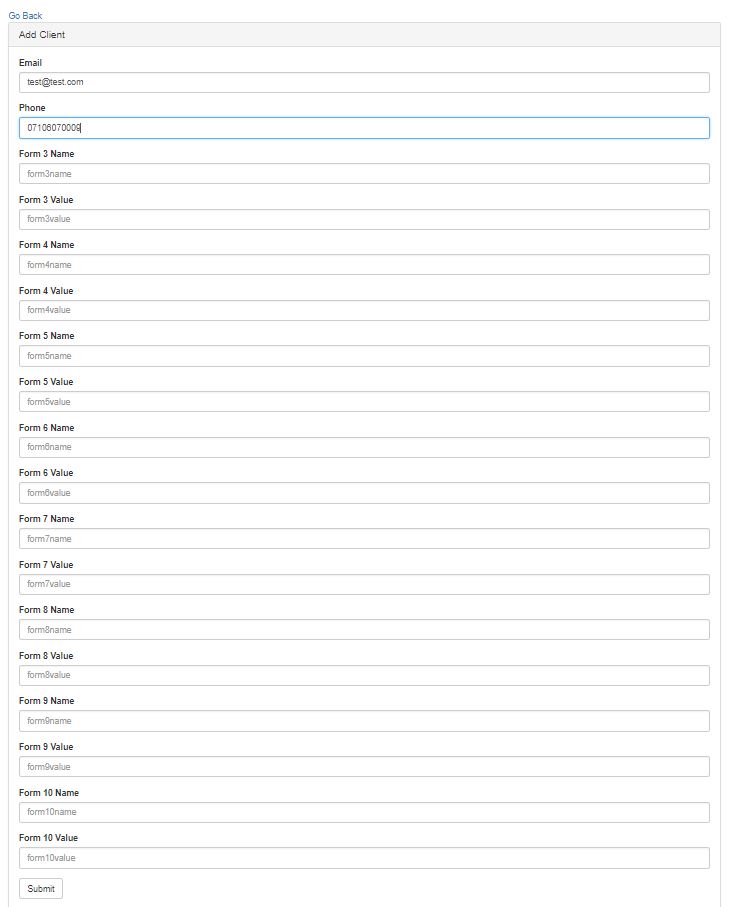 Go Back
Add Client
Email
test@test.com
Phone
07106070009
Form 3 Name
form3name
Form 3 Value
form3value
Form 4 Name
form4name
Form 4 Value
form4value
Form 5 Name
form5name
Form 5 Value
form5value
Form 6 Name
form6name
Form 6 Value
form6value
Form 7 Name
form7name
Form 7 Value
form7value
Form 8 Name
form8name
Form 8 Value
form8value
Form 9 Name
form9name
Form 9 Value
form9value
Form 10 Name
form10name
Form 10 Value
form10value
Submit